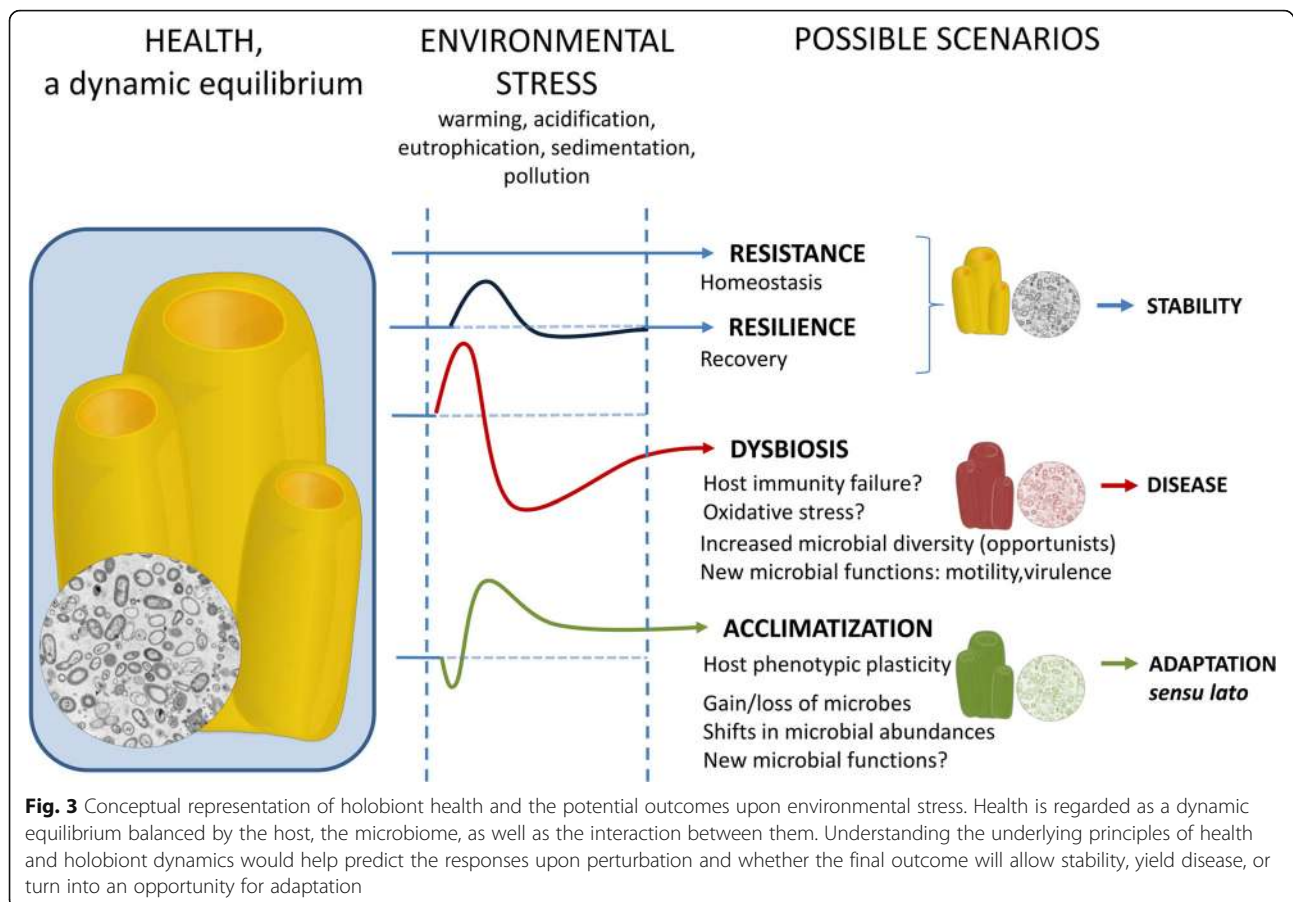 HEALTH,
a dynamic equilibrium
ENVIRONMENTAL
STRESS
warming, acidification,
eutrophication, sedimentation,
pollution
POSSIBLE SCENARIOS
RESISTANCE
Homeostasis
RESILIENCE
Recovery
STABILITY
DYSBIOSIS
Host immunity failure?
Oxidative stress?
Increased microbial diversity (opportunists)
New microbial functions: motility,virulence
DISEASE
ACCLIMATIZATION
Host phenotypic plasticity
Gain/loss of microbes
Shifts in microbial abundances
New microbial functions?
ADAPTATION
sensu lato
Fig. 3 Conceptual representation of holobiont health and the potential outcomes upon environmental stress. Health is regarded as a dynamic
equilibrium balanced by the host, the microbiome, as well as the interaction between them. Understanding the underlying principles of health
and holobiont dynamics would help predict the responses upon perturbation and whether the final outcome will allow stability, yield disease, or
turn into an opportunity for adaptation